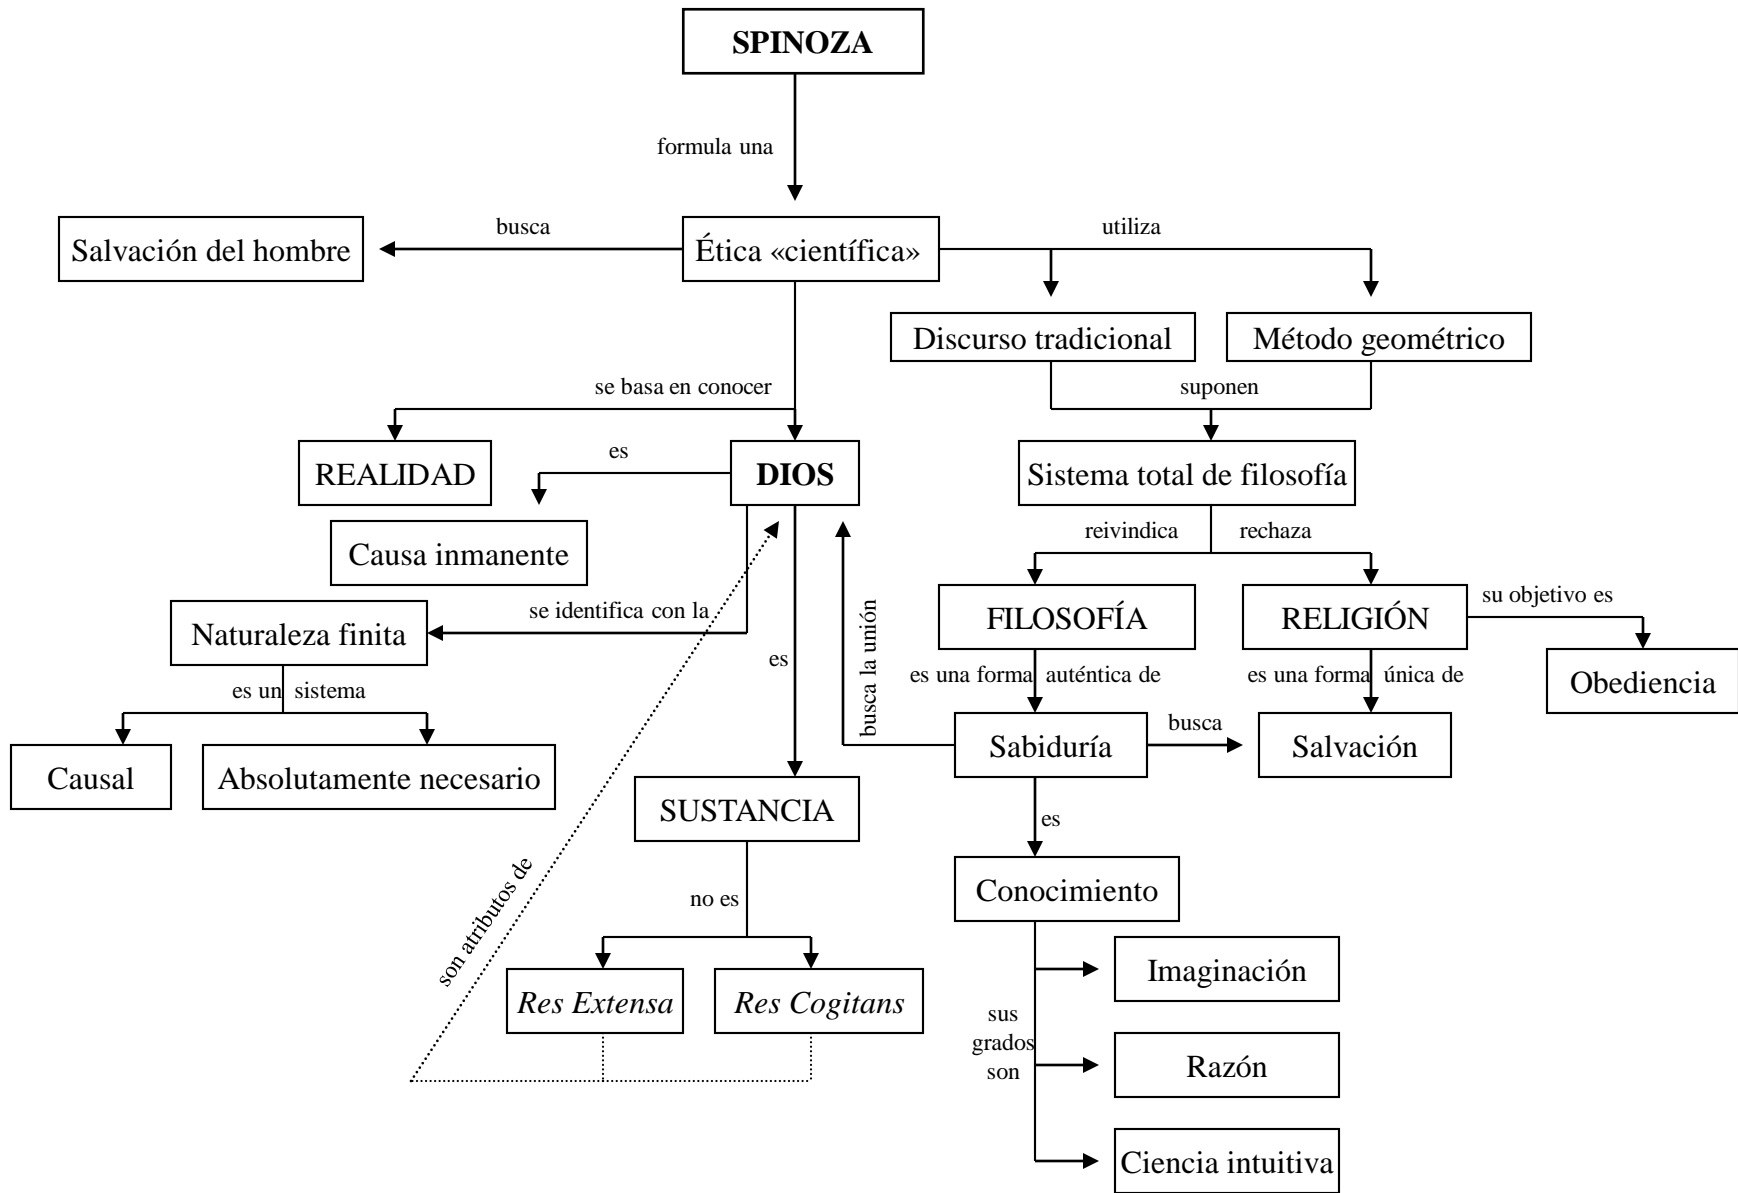 SPINOZA
formula una
busca
utiliza
Salvación del hombre
Ética «científica»
Discurso tradicional
Método geométrico
se basa en conocer
suponen
es
REALIDAD
DIOS
Sistema total de filosofía
Causa inmanente
reivindica
rechaza
su objetivo es
Naturaleza finita
se identifica con la
busca la unión
FILOSOFÍA
RELIGIÓN
es
es una forma auténtica de
es una forma única de
Obediencia
es un sistema
Causal
Absolutamente necesario
Sabiduría
busca
Salvación
SUSTANCIA
es
son atributos de
no es
Conocimiento
Res Extensa
Res Cogitans
Imaginación
sus
grados
son
Razón
Ciencia intuitiva